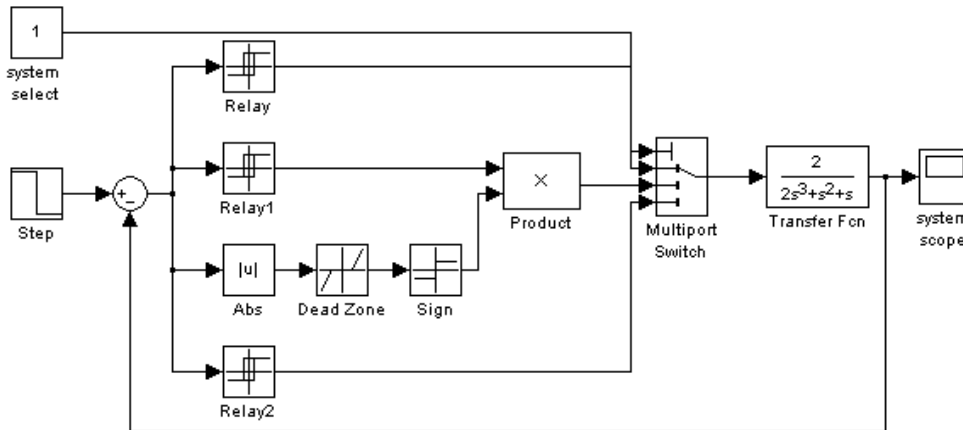 1
system
select
Relay
Relay1
×
Product
Step
+
−
|u|
Abs
Dead Zone
Sign
Relay2
Multiport
Switch
2
2s³+s²+s
Transfer Fcn
system
scope